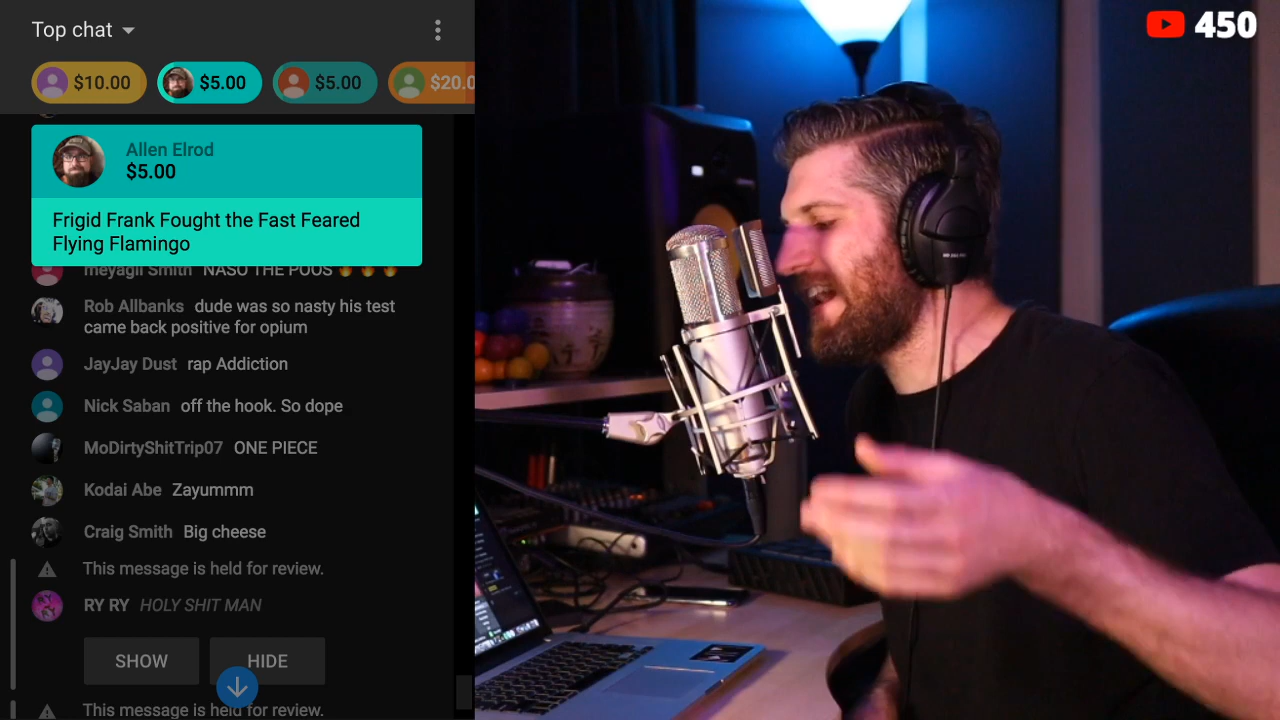 Top chat
450
$10.00
$5.00
$5.00
$20.0
Allen Elrod
$5.00
Frigid Frank Fought the Fast Feared
Flying Flamingo
meyagii Smith NASO THE POOS
Rob Allbanks dude was so nasty his test
came back positive for opium
JayJay Dust rap Addiction
Nick Saban off the hook. So dope
MoDirtyShitTrip07 ONE PIECE
Kodai Abe Zayummm
Craig Smith Big cheese
This message is held for review.
RY RY HOLY SHIT MAN
SHOW
HIDE
This message is held for review.